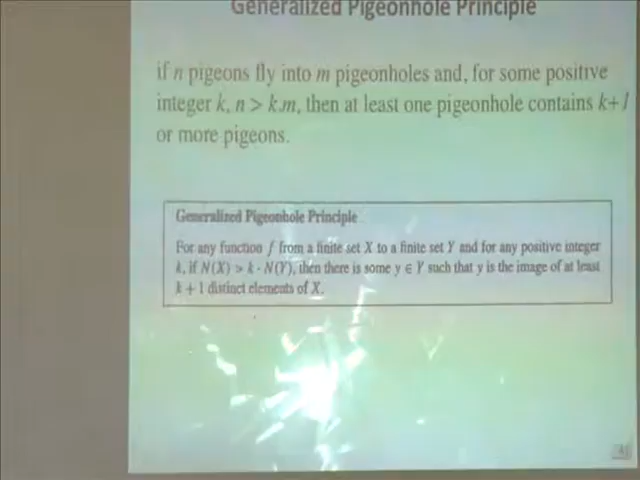 Generalized Pigeonhole Principle
if n pigeons fly into m pigeonholes and, for some positive
integer k, n > k.m, then at least one pigeonhole contains k+1
or more pigeons.
Generalized Pigeonhole Principle
For any function f from a finite set X to a finite set Y and for any positive integer
k, if N(X) > k · N(Y), then there is some y ∈ Y such that y is the image of at least
k + 1 distinct elements of X.